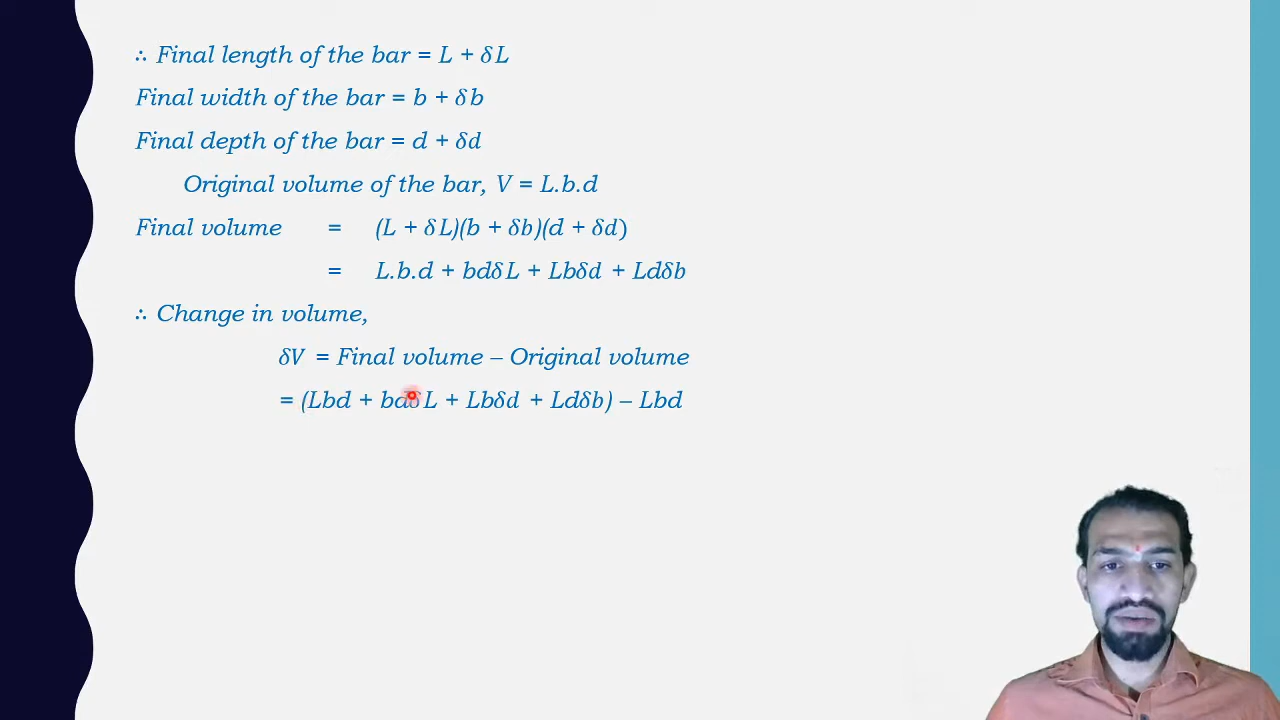 ∴ Final length of the bar = L + δL
Final width of the bar = b + δb
Final depth of the bar = d + δd
Original volume of the bar, V = L.b.d
Final volume = (L + δL)(b + δb)(d + δd)
= L.b.d + bdδL + Lbδd + Ldδb
∴ Change in volume,
δV = Final volume – Original volume
= (Lbd + bdδL + Lbδd + Ldδb) – Lbd